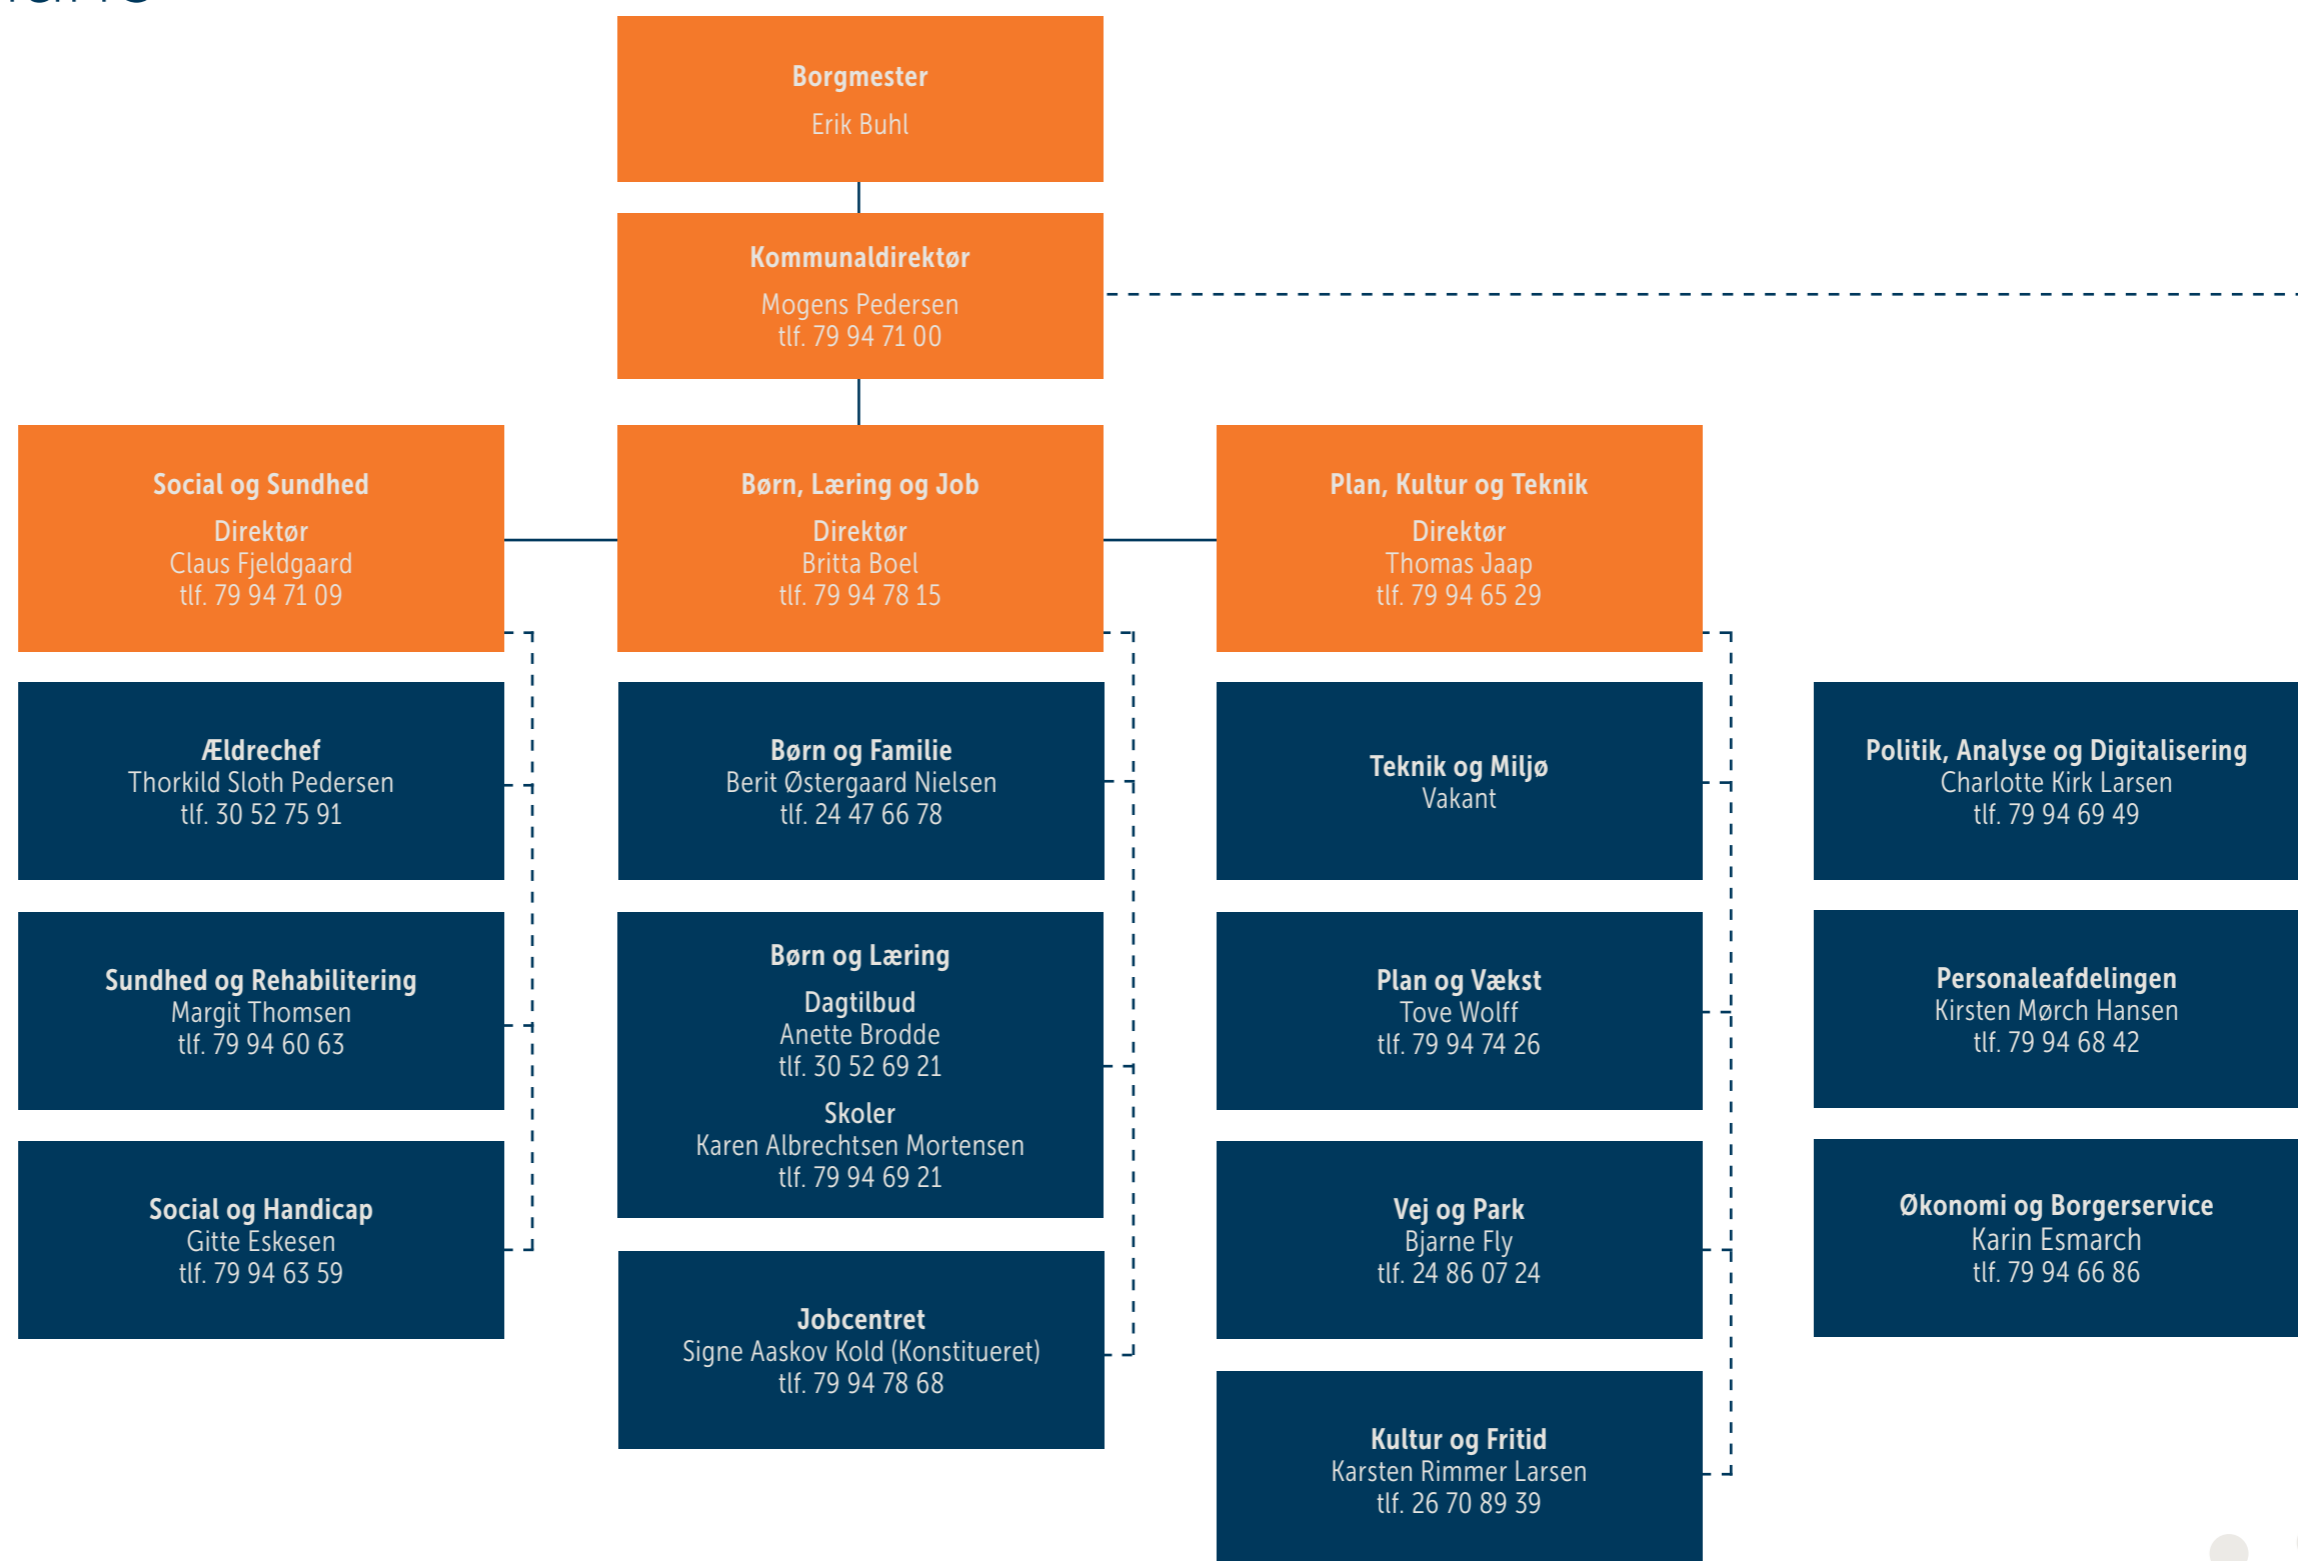 Borgmester
Erik Buhl
Kommunaldirektør
Mogens Pedersen
tlf. 79 94 71 00
Social og Sundhed
Direktør
Claus Fjeldgaard
tlf. 79 94 71 09
Børn, Læring og Job
Direktør
Britta Boel
tlf. 79 94 78 15
Plan, Kultur og Teknik
Direktør
Thomas Jaap
tlf. 79 94 65 29
Ældrechef
Thorkild Sloth Pedersen
tlf. 30 52 75 91
Sundhed og Rehabilitering
Margit Thomsen
tlf. 79 94 60 63
Social og Handicap
Gitte Eskesen
tlf. 79 94 63 59
Børn og Familie
Berit Østergaard Nielsen
tlf. 24 47 66 78
Børn og Læring
Dagtilbud
Anette Brodde
tlf. 30 52 69 21
Skoler
Karen Albrechtsen Mortensen
tlf. 79 94 69 21
Jobcentret
Signe Aaskov Kold (Konstitueret)
tlf. 79 94 78 68
Teknik og Miljø
Vakant
Plan og Vækst
Tove Wolff
tlf. 79 94 74 26
Vej og Park
Bjarne Fly
tlf. 24 86 07 24
Kultur og Fritid
Karsten Rimmer Larsen
tlf. 26 70 89 39
Politik, Analyse og Digitalisering
Charlotte Kirk Larsen
tlf. 79 94 69 49
Personaleafdelingen
Kirsten Mørch Hansen
tlf. 79 94 68 42
Økonomi og Borgerservice
Karin Esmarch
tlf. 79 94 66 86